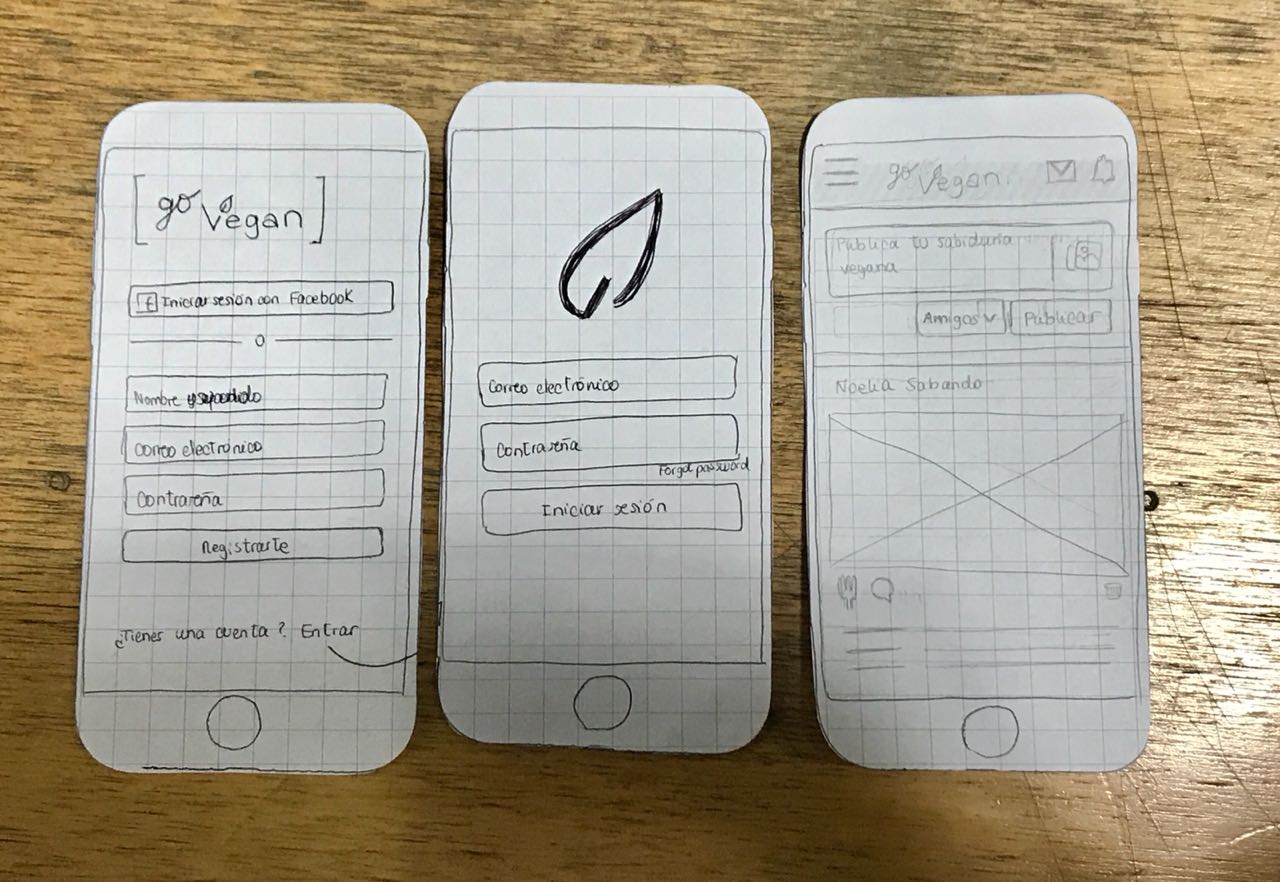 go
Vegan
f Iniciar sesión con Facebook
o
Nombre y
Correo electrónico
Contraseña
Registrarte
¿Tienes una cuenta? Entrar
Correo electrónico
Contraseña
Forgot password
Iniciar sesión
go Vegan
Publica tu sabiduría
vegana
Amigos
Publicar
Noelia Sabando